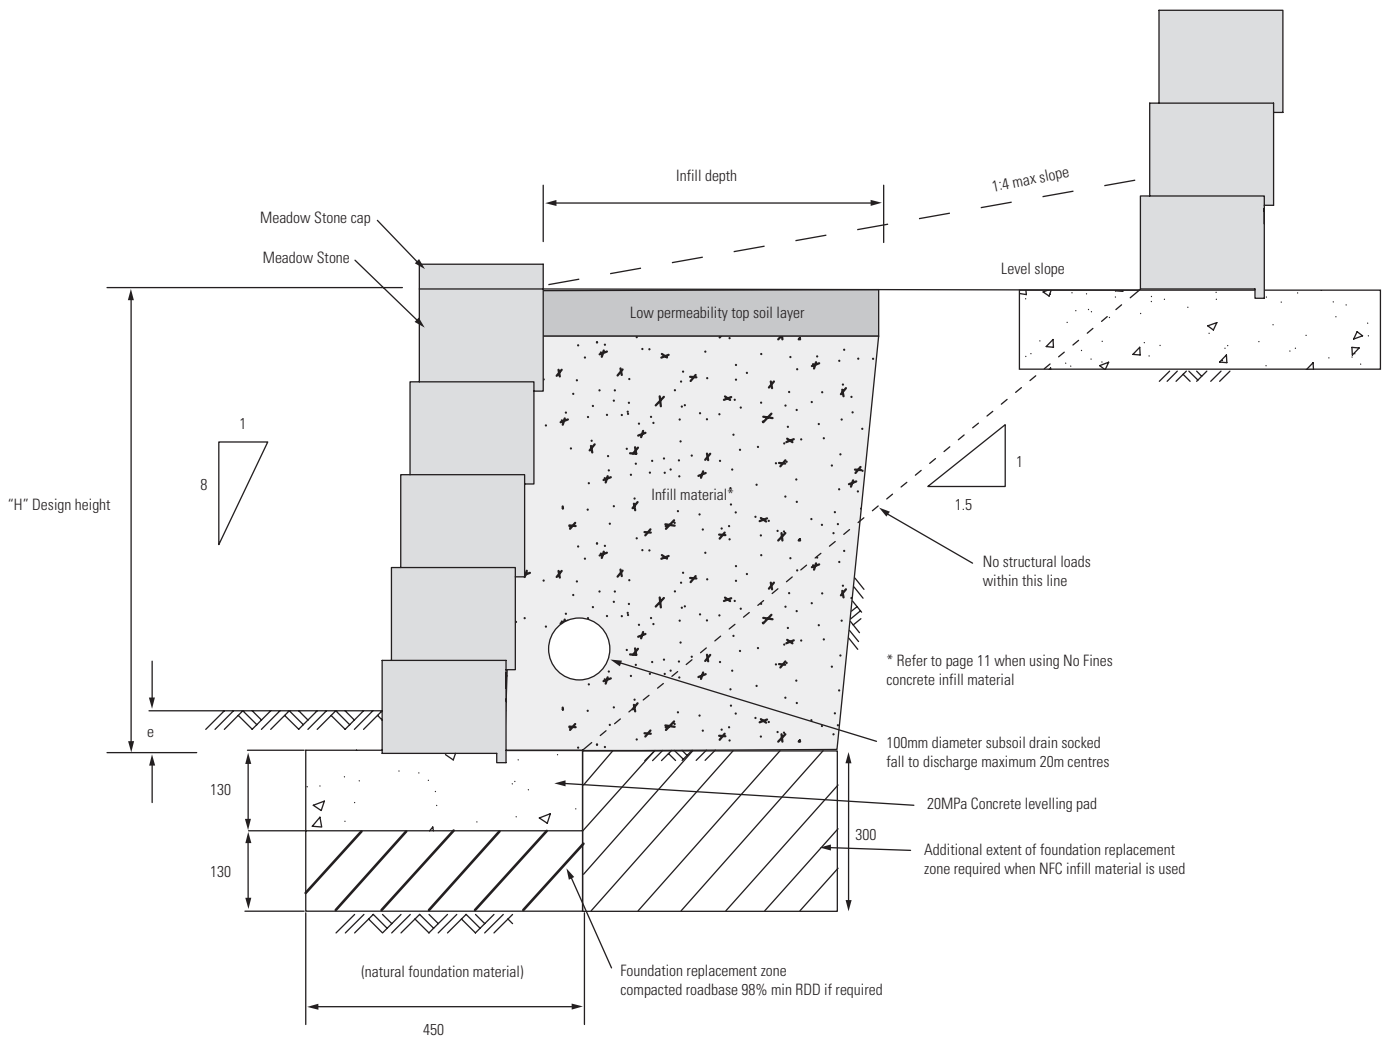 Infill depth
1:4 max slope
Meadow Stone cap
Meadow Stone
Level slope
Low permeability top soil layer
1
8
"H" Design height
Infill material*
1
1.5
No structural loads
within this line
* Refer to page 11 when using No Fines
concrete infill material
e
100mm diameter subsoil drain socked
fall to discharge maximum 20m centres
130
20MPa Concrete levelling pad
300
Additional extent of foundation replacement
zone required when NFC infill material is used
130
(natural foundation material)
Foundation replacement zone
compacted roadbase 98% min RDD if required
450